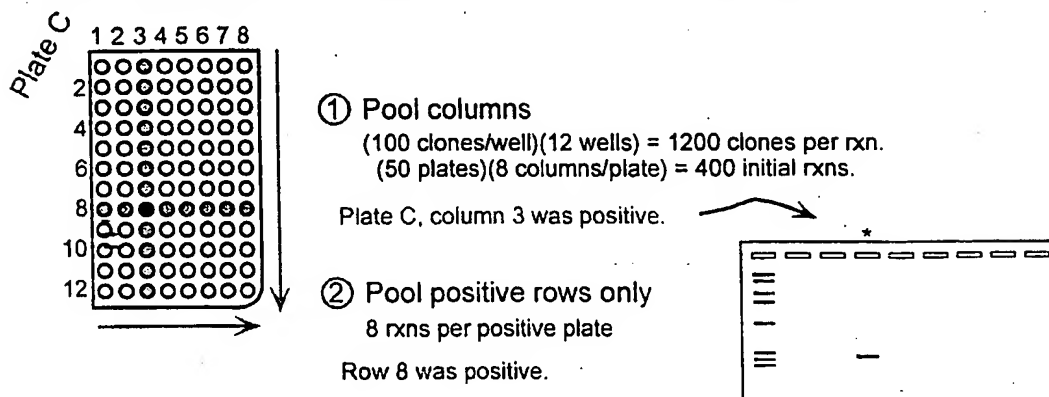 Plate C
1 2 3 4 5 6 7 8
2
4
6
8
10
12
① Pool columns
(100 clones/well)(12 wells) = 1200 clones per rxn.
(50 plates)(8 columns/plate) = 400 initial rxns.
Plate C, column 3 was positive.
*
② Pool positive rows only
8 rxns per positive plate
Row 8 was positive.